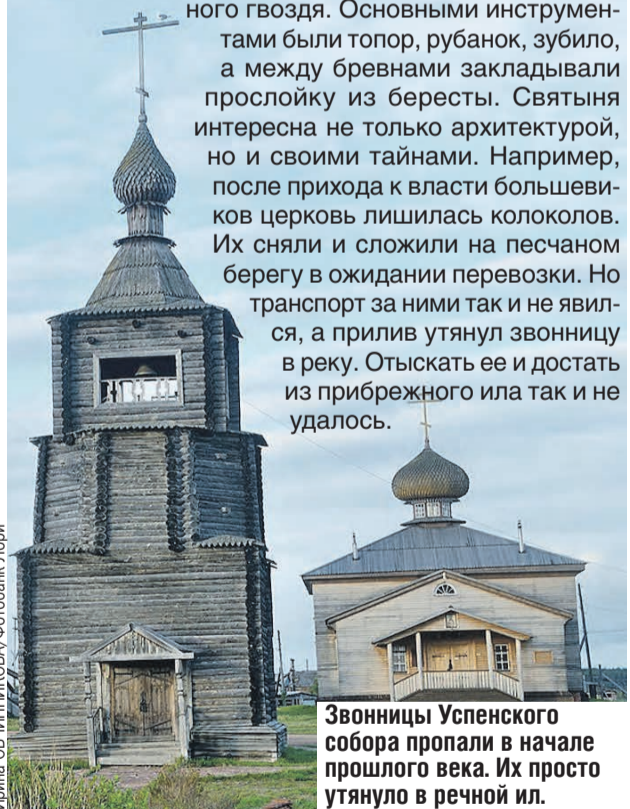 ного гвоздя. Основными инструмен-
тами были топор, рубанок, зубило,
а между бревнами закладывали
прослойку из бересты. Святыня
интересна не только архитектурой,
но и своими тайнами. Например,
после прихода к власти большеви-
ков церковь лишилась колоколов.
Их сняли и сложили на песчаном
берегу в ожидании перевозки. Но
транспорт за ними так и не явил-
ся, а прилив утянул звонницу
в реку. Отыскать ее и достать
из прибрежного ила так и не
удалось.
Звонницы Успенского
собора пропали в начале
прошлого века. Их просто
утянуло в речной ил.